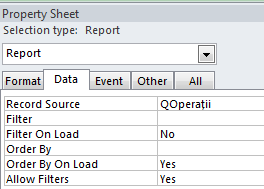 Property Sheet
Selection type: Report
Report
Format Data Event Other All
Record Source QOperații
Filter
Filter On Load No
Order By
Order By On Load Yes
Allow Filters Yes